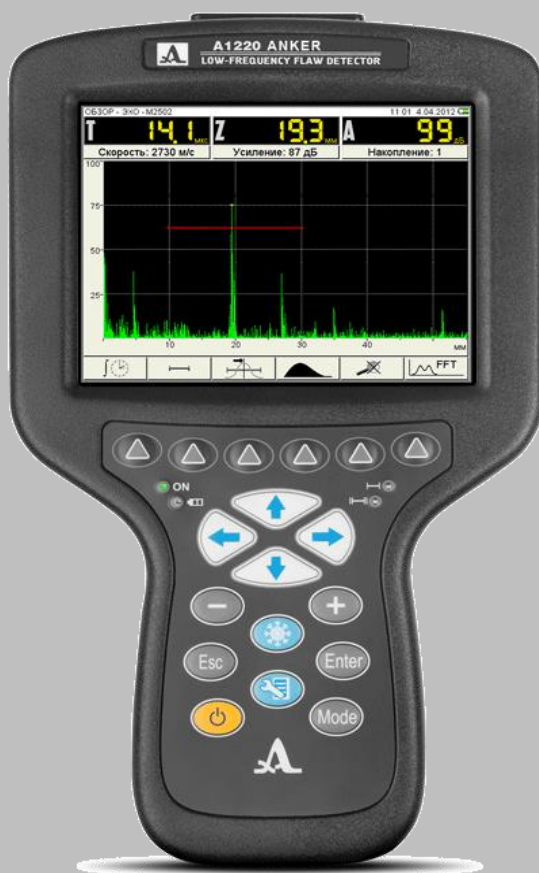 A1220 ANKER
LOW-FREQUENCY FLAW DETECTOR
ОБЗОР - ЭХО - M2502 11:01 4.04.2012
T 14,1 мкс Z 19,3 мм A 99 дБ
Скорость: 2730 м/с Усиление: 87 дБ Накопление: 1
100
75
50
25
10 20 30 40 мм
FFT
ON
− +
Esc Enter
Mode